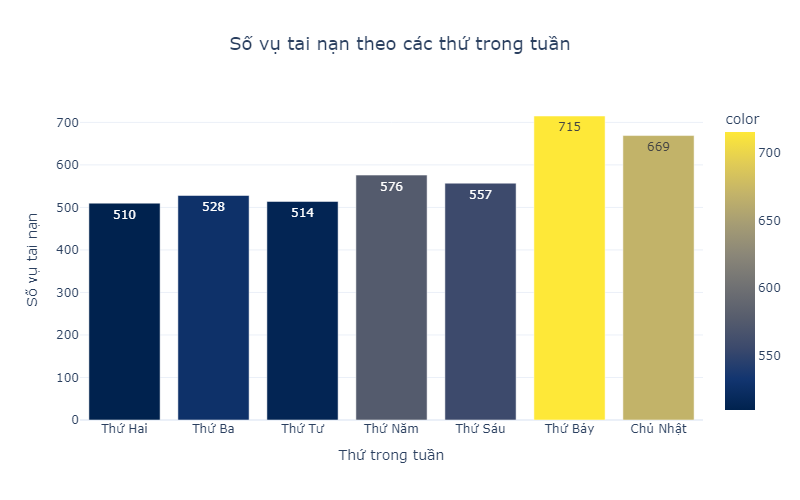 Số vụ tai nạn theo các thứ trong tuần
color
700
600
500
400
300
200
100
0
Số vụ tai nạn
510
528
514
576
557
715
669
Thứ Hai
Thứ Ba
Thứ Tư
Thứ Năm
Thứ Sáu
Thứ Bảy
Chủ Nhật
Thứ trong tuần
700
650
600
550